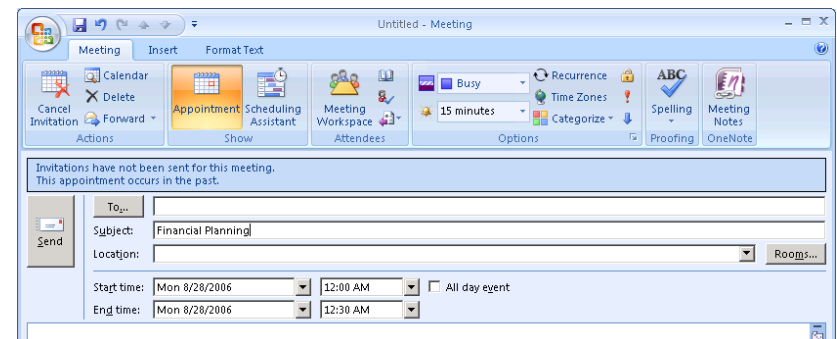 Untitled - Meeting
Meeting Insert Format Text
Cancel Invitation
Calendar
Delete
Forward
Actions
Appointment
Scheduling Assistant
Show
Meeting Workspace
Attendees
Busy
15 minutes
Recurrence
Time Zones
Categorize
Options
ABC
Spelling
Proofing
Meeting Notes
OneNote
Invitations have not been sent for this meeting.
This appointment occurs in the past.
Send
To...
Subject: Financial Planning
Location:
Rooms...
Start time: Mon 8/28/2006 12:00 AM All day event
End time: Mon 8/28/2006 12:30 AM